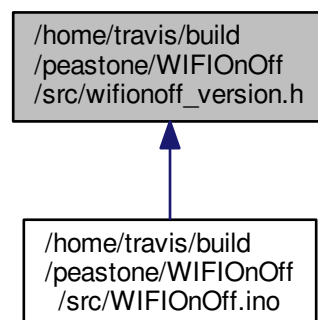 /home/travis/build
/peastone/WIFIOnOff
/src/wifionoff_version.h
/home/travis/build
/peastone/WIFIOnOff
/src/WIFIOnOff.ino